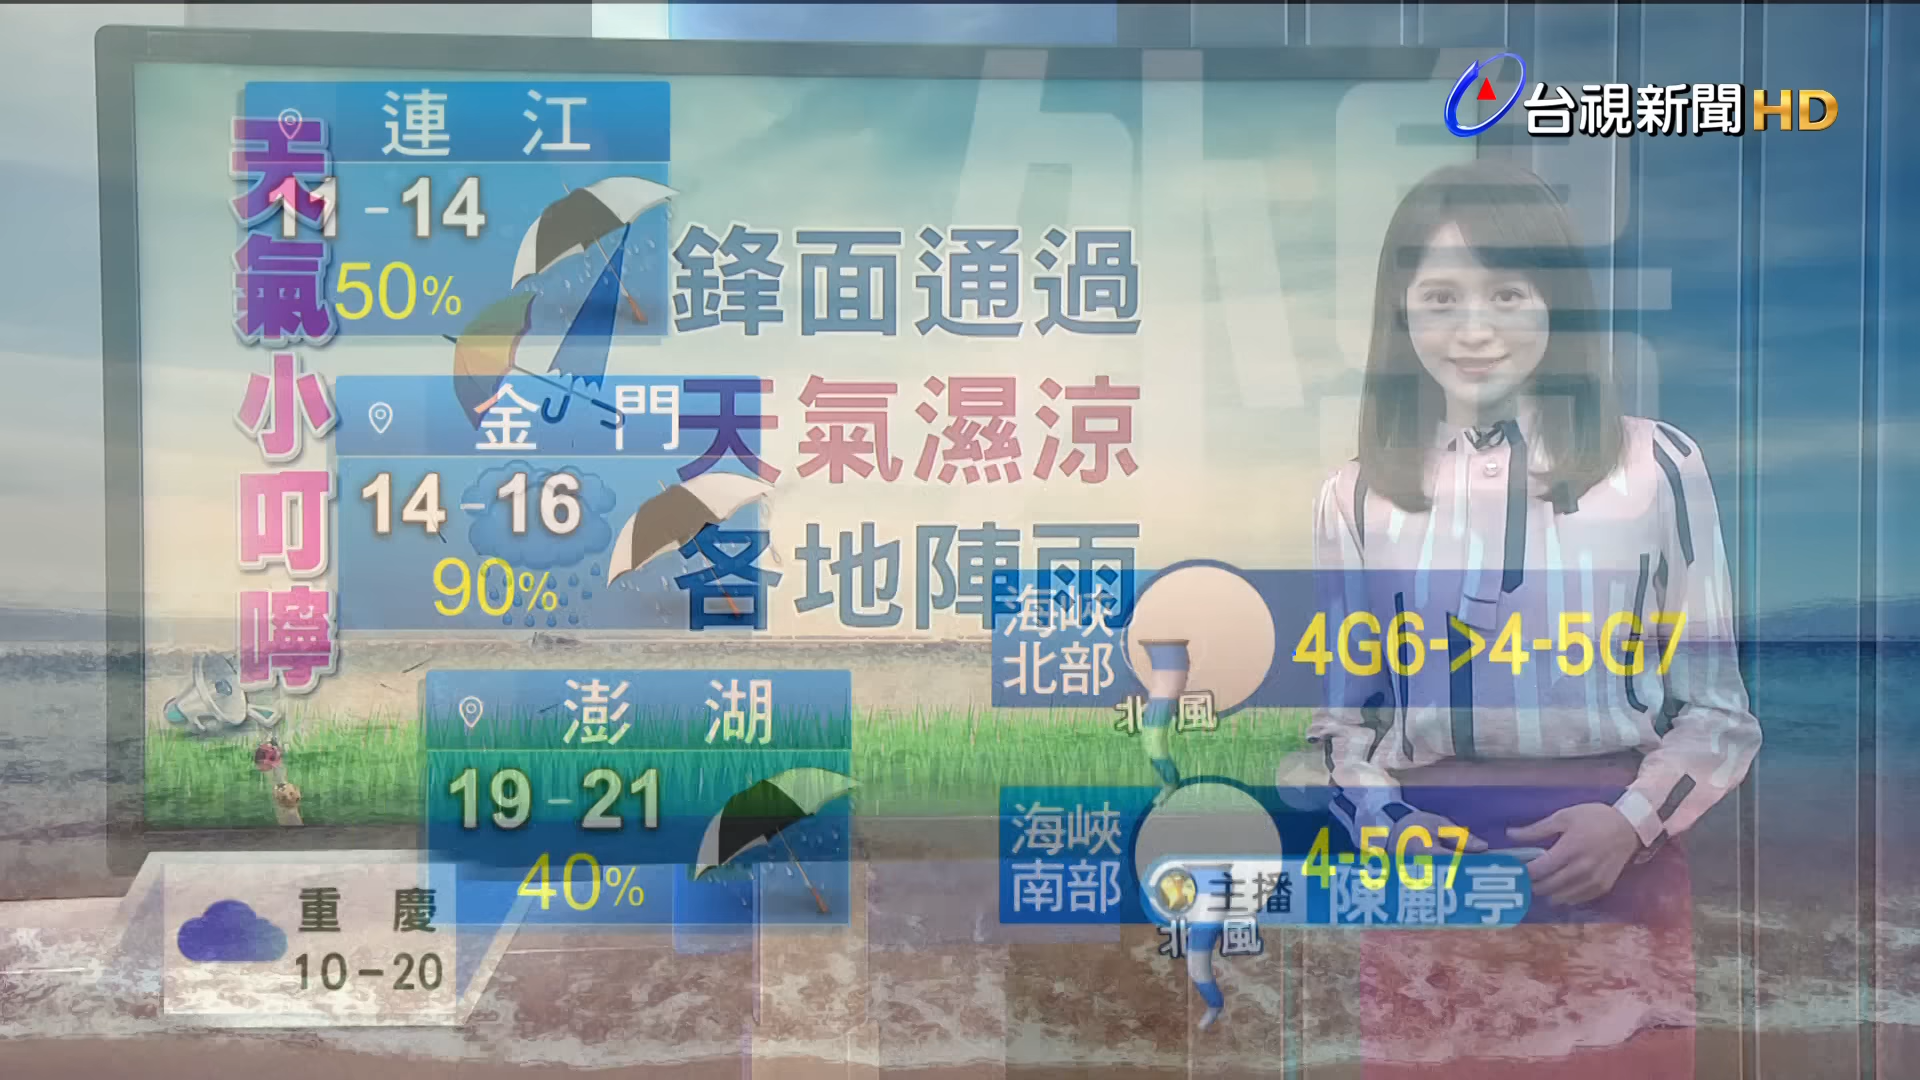 台視新聞HD
外島
天氣小叮嚀
連江
11-14
50%
鋒面通過
天氣濕涼
各地陣雨
金門
14-16
90%
澎湖
19-21
40%
海峽
北部
4G6->4-5G7
北風
海峽
南部
4-5G7
北風
主播 陳酈亭
重慶
10-20